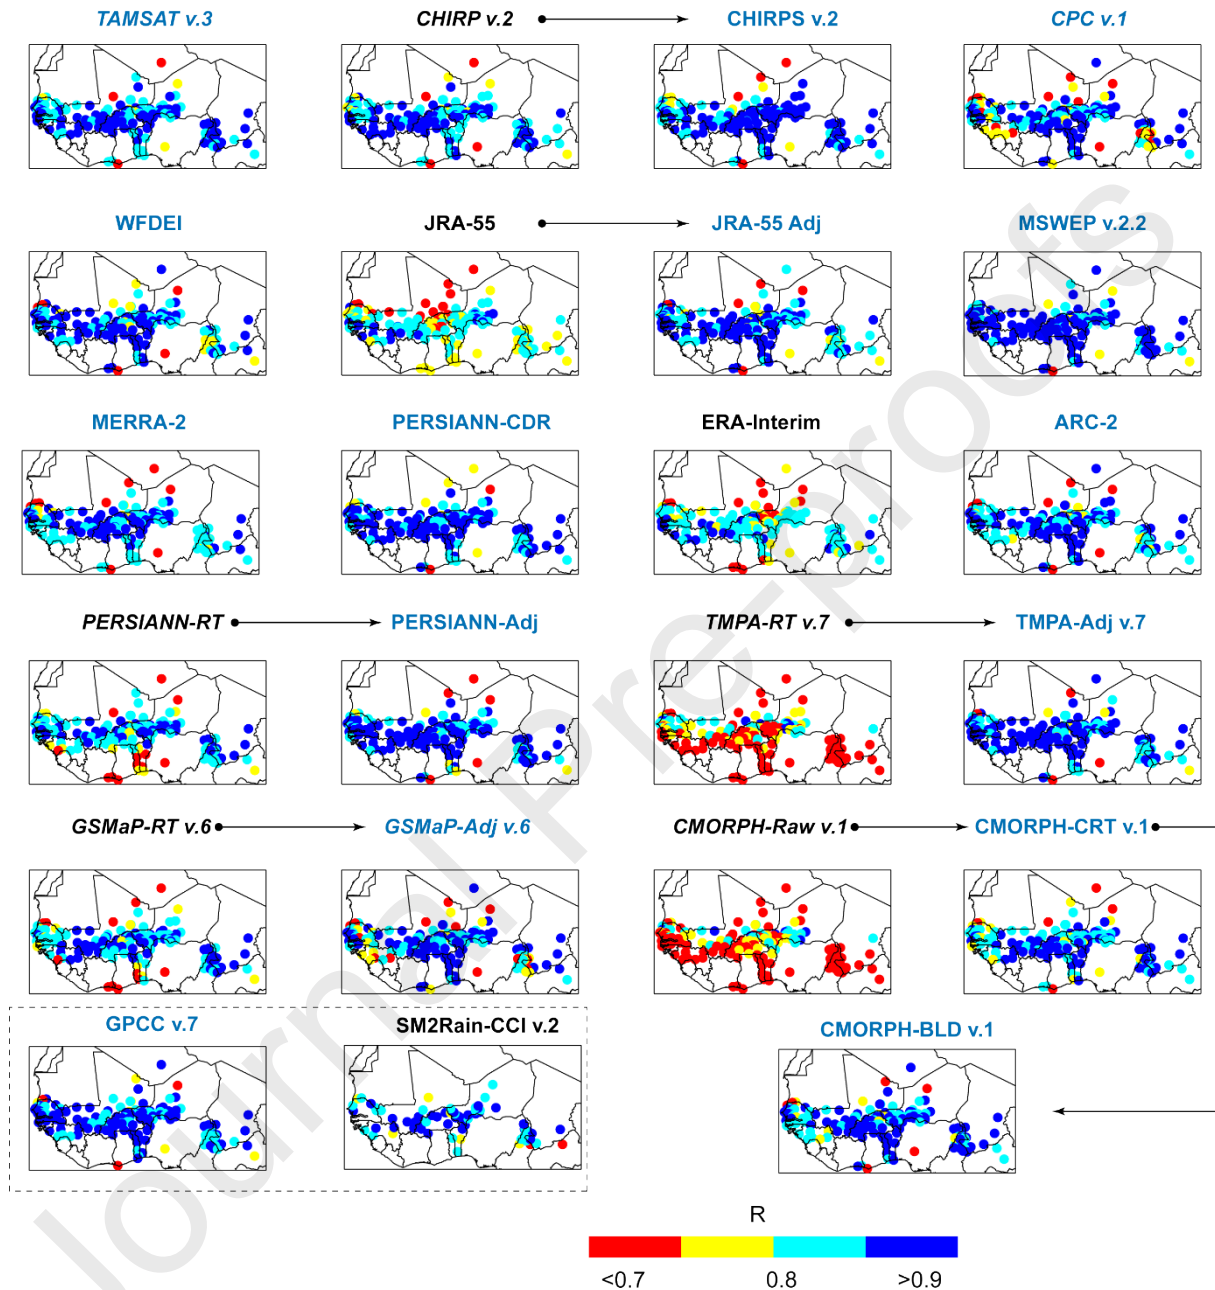 TAMSAT v.3
CHIRP v.2
CHIRPS v.2
CPC v.1
WFDEI
JRA-55
JRA-55 Adj
MSWEP v.2.2
MERRA-2
PERSIANN-CDR
ERA-Interim
ARC-2
PERSIANN-RT
PERSIANN-Adj
TMPA-RT v.7
TMPA-Adj v.7
GSMaP-RT v.6
GSMaP-Adj v.6
CMORPH-Raw v.1
CMORPH-CRT v.1
GPCC v.7
SM2Rain-CCI v.2
CMORPH-BLD v.1
R
<0.7 0.8 >0.9
Journal Pre-proofs